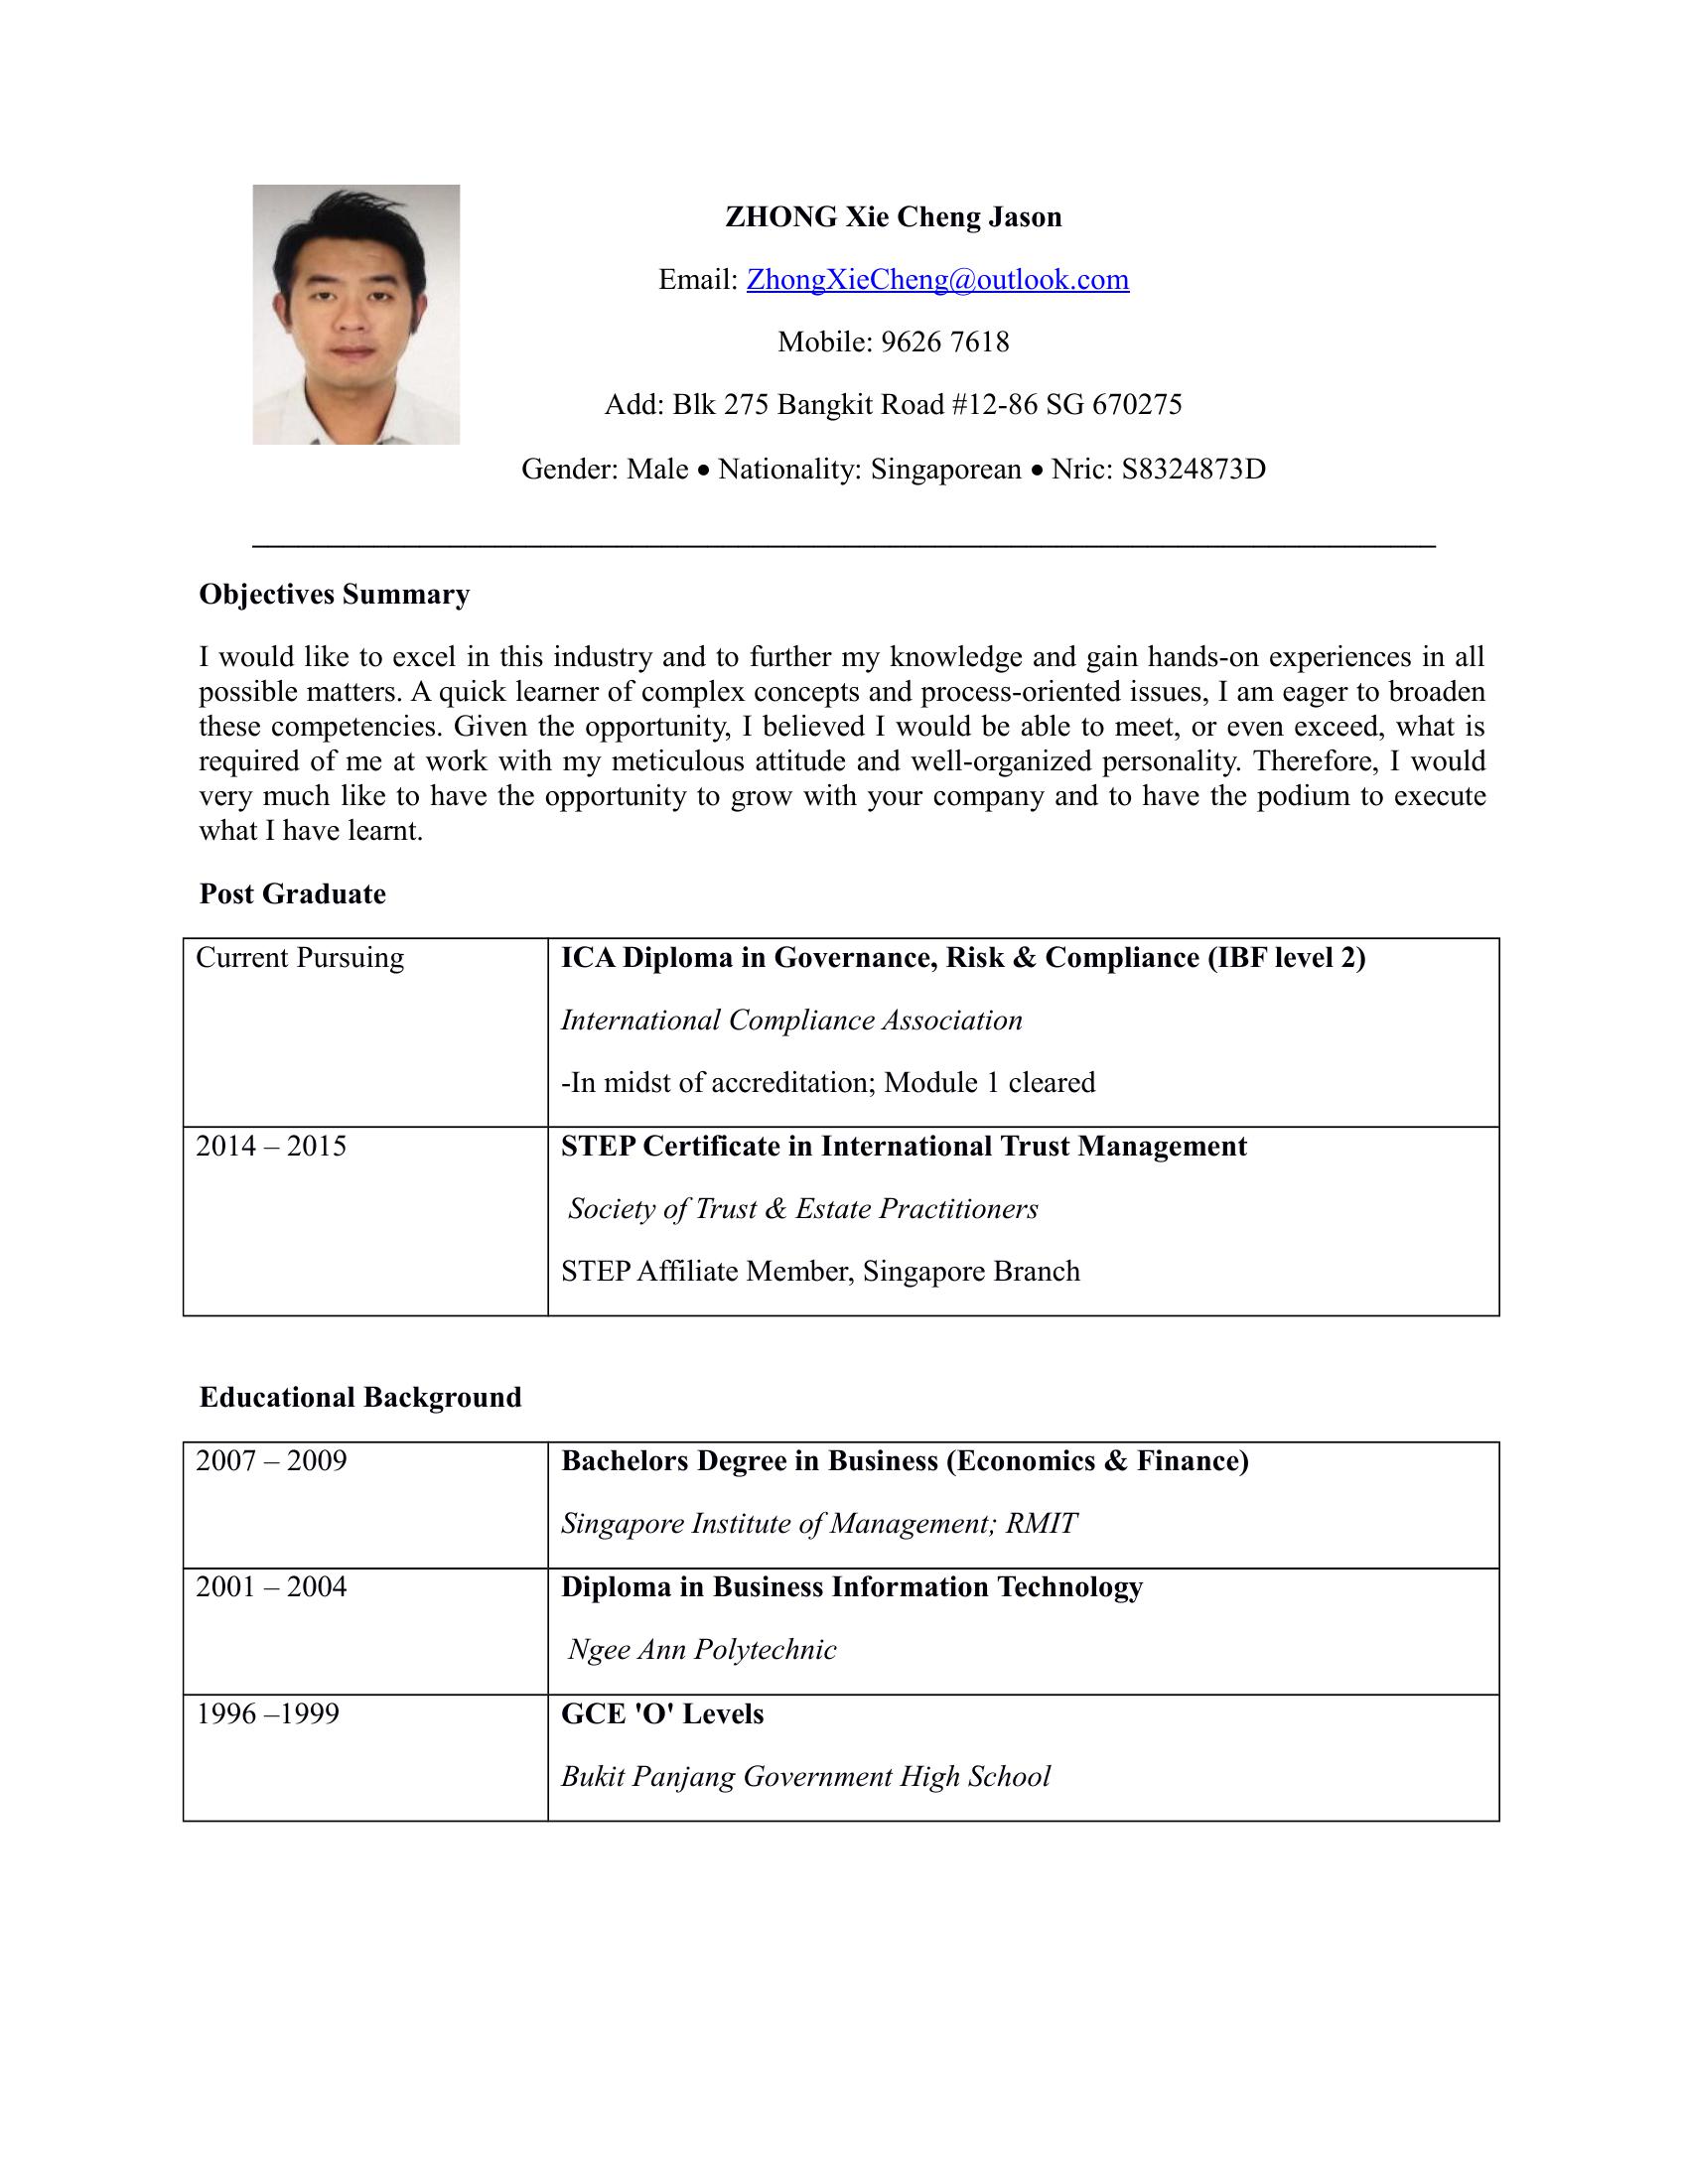 ZHONG Xie Cheng Jason
Email: ZhongXieCheng@outlook.com
Mobile: 9626 7618
Add: Blk 275 Bangkit Road #12-86 SG 670275
Gender: Male • Nationality: Singaporean • Nric: S8324873D
Objectives Summary
I would like to excel in this industry and to further my knowledge and gain hands-on experiences in all
possible matters. A quick learner of complex concepts and process-oriented issues, I am eager to broaden
these competencies. Given the opportunity, I believed I would be able to meet, or even exceed, what is
required of me at work with my meticulous attitude and well-organized personality. Therefore, I would
very much like to have the opportunity to grow with your company and to have the podium to execute
what I have learnt.
Post Graduate
Current Pursuing
ICA Diploma in Governance, Risk & Compliance (IBF level 2)
International Compliance Association
-In midst of accreditation; Module 1 cleared
2014 – 2015
STEP Certificate in International Trust Management
Society of Trust & Estate Practitioners
STEP Affiliate Member, Singapore Branch
Educational Background
2007 – 2009
Bachelors Degree in Business (Economics & Finance)
Singapore Institute of Management; RMIT
2001 – 2004
Diploma in Business Information Technology
Ngee Ann Polytechnic
1996 –1999
GCE 'O' Levels
Bukit Panjang Government High School